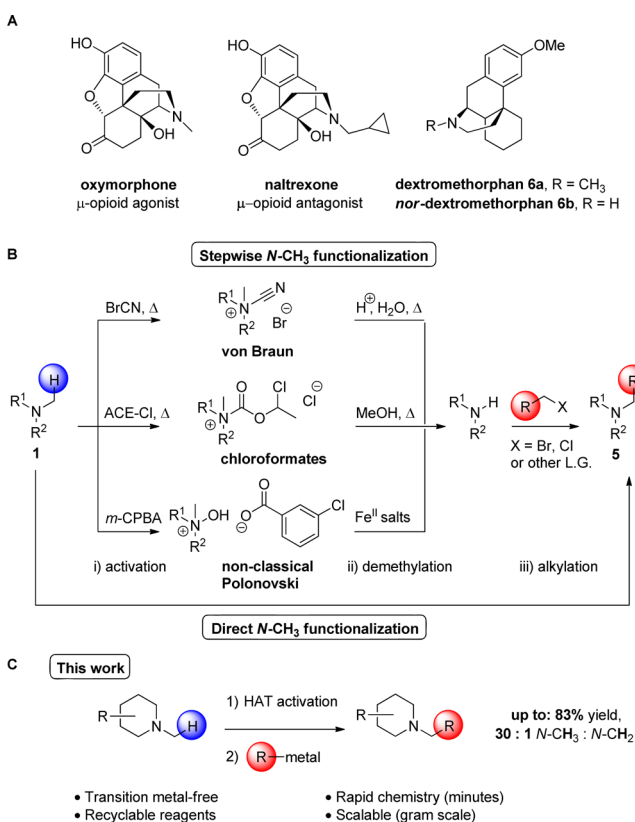 A
HO
O
O
OH
N
HO
O
O
OH
N
OMe
R
N
oxymorphone
μ-opioid agonist
naltrexone
μ–opioid antagonist
dextromethorphan 6a, R = CH3
nor-dextromethorphan 6b, R = H
B
Stepwise N-CH3 functionalization
BrCN, Δ
R1
N
⊕
R2
N
Br
⊖
von Braun
H⊕, H2O, Δ
H
R1
N
R2
1
ACE-Cl, Δ
R1
N
⊕
R2
O
O
Cl
Cl
⊖
chloroformates
MeOH, Δ
R1
N
H
R2
R
X
X = Br, Cl
or other L.G.
R
R1
N
R2
5
m-CPBA
R1
N
OH
⊕
R2
O
O
⊖
Cl
non-classical
Polonovski
FeII salts
i) activation
ii) demethylation
iii) alkylation
Direct N-CH3 functionalization
C
This work
R
N
H
1) HAT activation
2) R–metal
R
N
R
up to: 83% yield,
30 : 1 N-CH3 : N-CH2
• Transition metal-free
• Recyclable reagents
• Rapid chemistry (minutes)
• Scalable (gram scale)